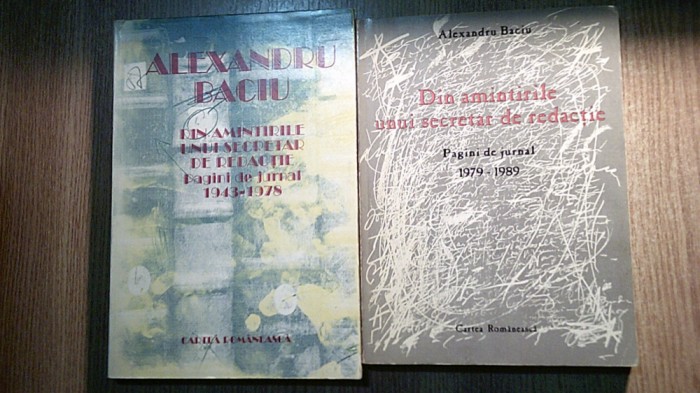 ALEXANDRU
BACIU
DIN AMINTIRILE
UNUI SECRETAR
DE REDACȚIE
Pagini de jurnal
1943-1978
CARTEA ROMÂNEASCĂ
Alexandru Baciu
Din amintirile
unui secretar de redacție
Pagini de jurnal
1979 - 1989
Cartea Românească